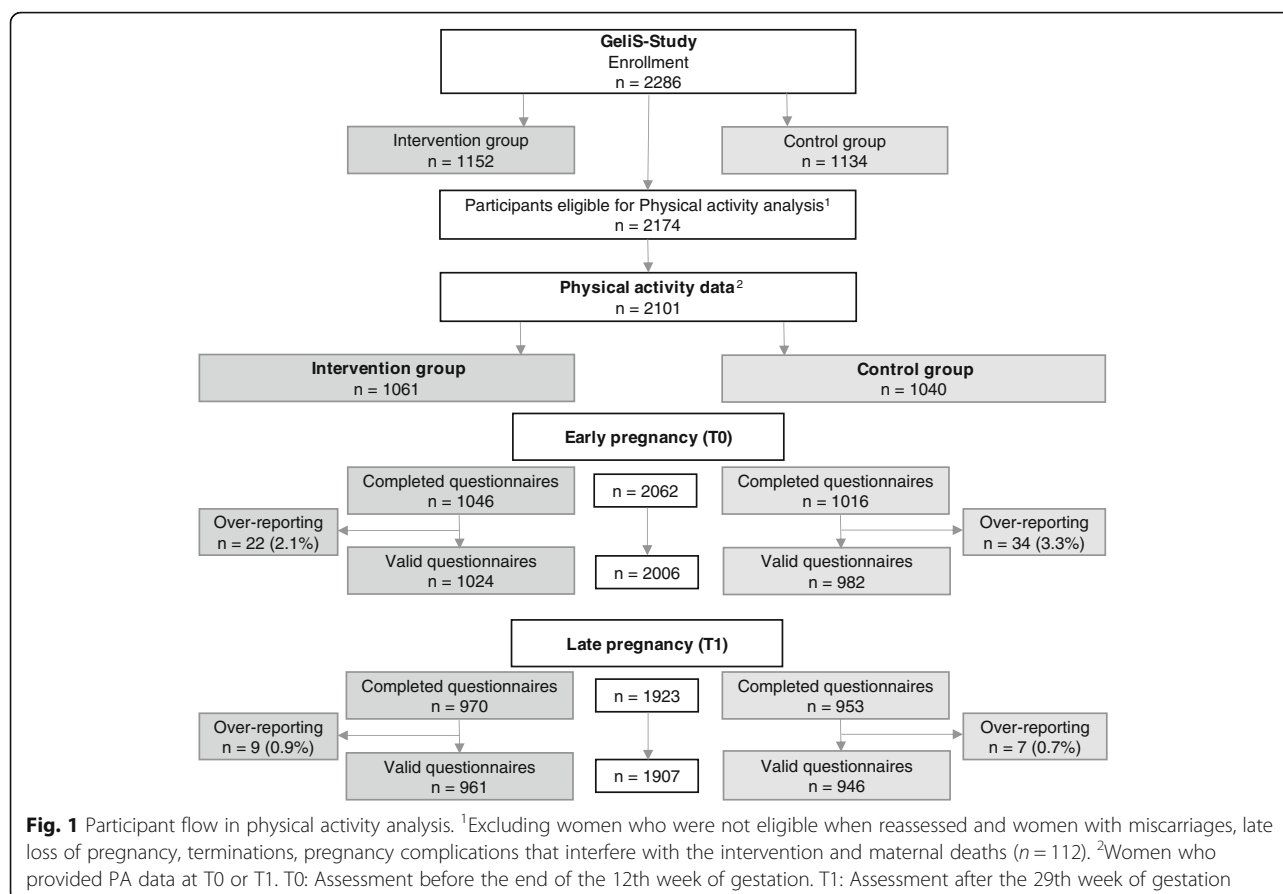 GeliS-Study
Enrollment
n = 2286
Intervention group
n = 1152
Control group
n = 1134
Participants eligible for Physical activity analysis¹
n = 2174
Physical activity data²
n = 2101
Intervention group
n = 1061
Control group
n = 1040
Early pregnancy (T0)
Completed questionnaires
n = 1046
n = 2062
Completed questionnaires
n = 1016
Over-reporting
n = 22 (2.1%)
Over-reporting
n = 34 (3.3%)
Valid questionnaires
n = 1024
n = 2006
Valid questionnaires
n = 982
Late pregnancy (T1)
Completed questionnaires
n = 970
n = 1923
Completed questionnaires
n = 953
Over-reporting
n = 9 (0.9%)
Over-reporting
n = 7 (0.7%)
Valid questionnaires
n = 961
n = 1907
Valid questionnaires
n = 946
Fig. 1 Participant flow in physical activity analysis. ¹Excluding women who were not eligible when reassessed and women with miscarriages, late
loss of pregnancy, terminations, pregnancy complications that interfere with the intervention and maternal deaths (n = 112). ²Women who
provided PA data at T0 or T1. T0: Assessment before the end of the 12th week of gestation. T1: Assessment after the 29th week of gestation